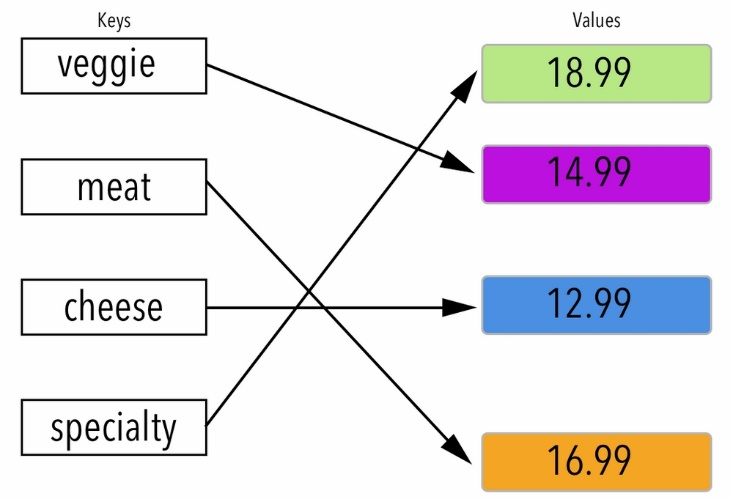 Keys
Values
veggie
18.99
meat
14.99
cheese
12.99
specialty
16.99